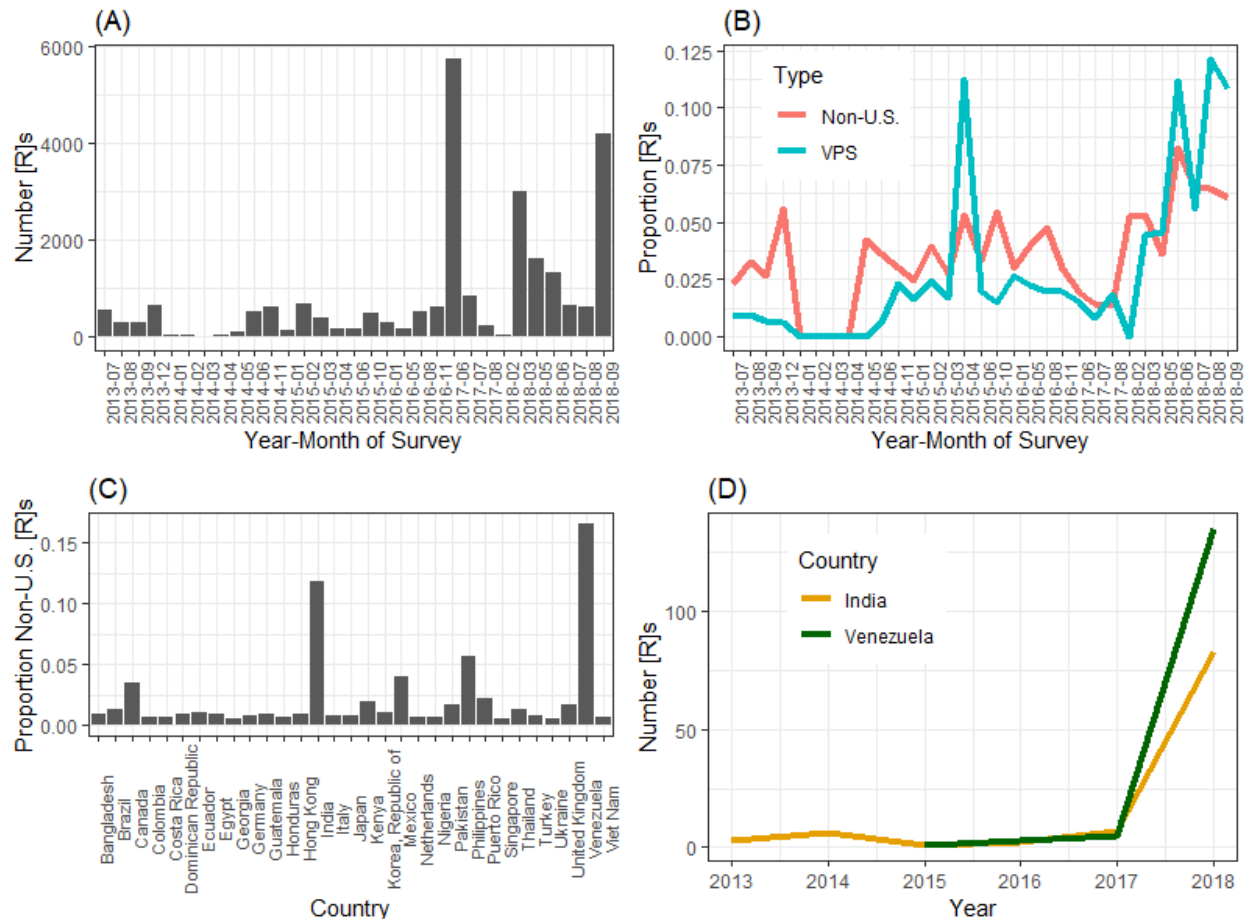 (A)
Number [R]s
6000
4000
2000
0
2013-07
2013-08
2013-09
2013-12
2014-01
2014-02
2014-03
2014-04
2014-05
2014-06
2014-11
2015-01
2015-02
2015-03
2015-04
2015-06
2015-10
2016-01
2016-06
2016-08
2016-11
2017-06
2017-07
2017-08
2018-02
2018-03
2018-05
2018-06
2018-07
2018-08
2018-09
Year-Month of Survey
(B)
Proportion [R]s
0.125
0.100
0.075
0.050
0.025
0.000
Type
Non-U.S.
VPS
2013-07
2013-08
2013-09
2013-12
2014-01
2014-02
2014-03
2014-04
2014-05
2014-06
2014-11
2015-01
2015-02
2015-03
2015-04
2015-06
2015-10
2016-01
2016-06
2016-08
2016-11
2017-06
2017-07
2017-08
2018-02
2018-03
2018-05
2018-06
2018-07
2018-08
2018-09
Year-Month of Survey
(C)
Proportion Non-U.S. [R]s
0.15
0.10
0.05
0.00
Bangladesh
Brazil
Canada
Colombia
Costa Rica
Dominican Republic
Ecuador
Egypt
Georgia
Germany
Guatemala
Honduras
Hong Kong
India
Italy
Japan
Kenya
Korea, Republic of
Mexico
Netherlands
Nigeria
Pakistan
Philippines
Puerto Rico
Singapore
Thailand
Turkey
Ukraine
United Kingdom
Venezuela
Viet Nam
Country
(D)
Number [R]s
100
50
0
Country
India
Venezuela
2013
2014
2015
2016
2017
2018
Year